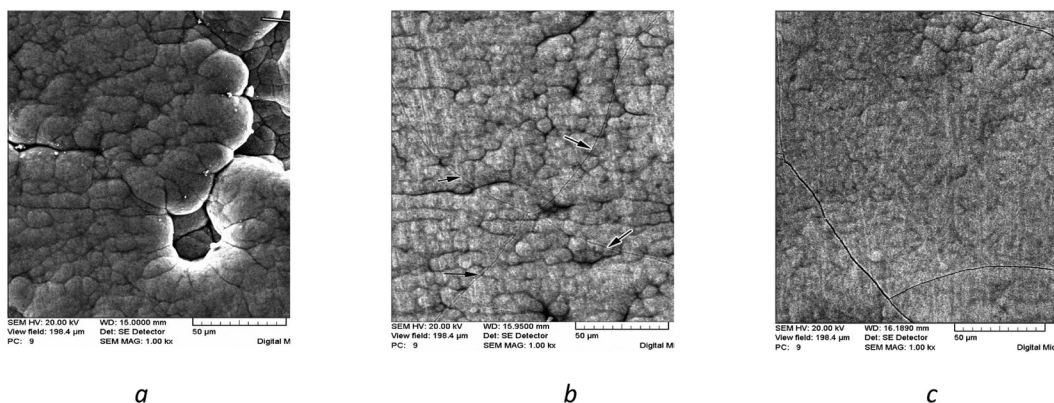 SEM HV: 20.00 kV WD: 15.0000 mm
View field: 198.4 µm Det: SE Detector 50 µm
PC: 9 SEM MAG: 1.00 kx Digital Mi
SEM HV: 20.00 kV WD: 15.9500 mm
View field: 198.4 µm Det: SE Detector 50 µm
PC: 9 SEM MAG: 1.00 kx Digital Mi
SEM HV: 20.00 kV WD: 16.1890 mm
View field: 198.4 µm Det: SE Detector 50 µm
PC: 9 SEM MAG: 1.00 kx Digital Mic
a b c